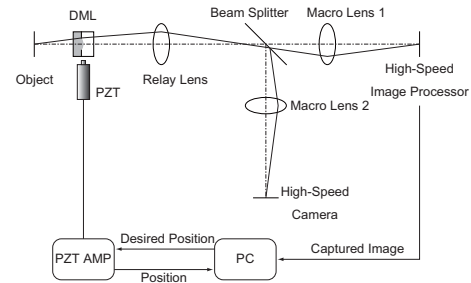 DML
Beam Splitter
Macro Lens 1
Object
PZT
Relay Lens
High-Speed
Image Processor
Macro Lens 2
High-Speed
Camera
Desired Position
PZT AMP
PC
Captured Image
Position